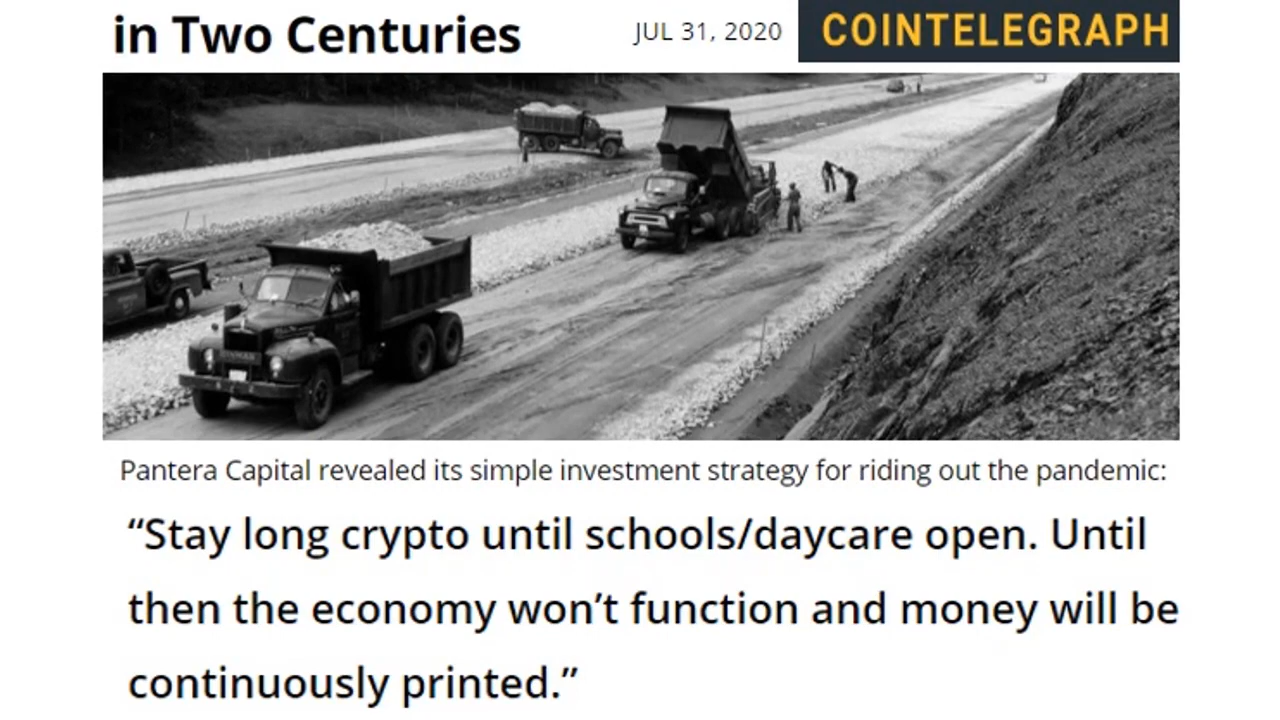 in Two Centuries
JUL 31, 2020
COINTELEGRAPH
Pantera Capital revealed its simple investment strategy for riding out the pandemic:
“Stay long crypto until schools/daycare open. Until
then the economy won’t function and money will be
continuously printed.”